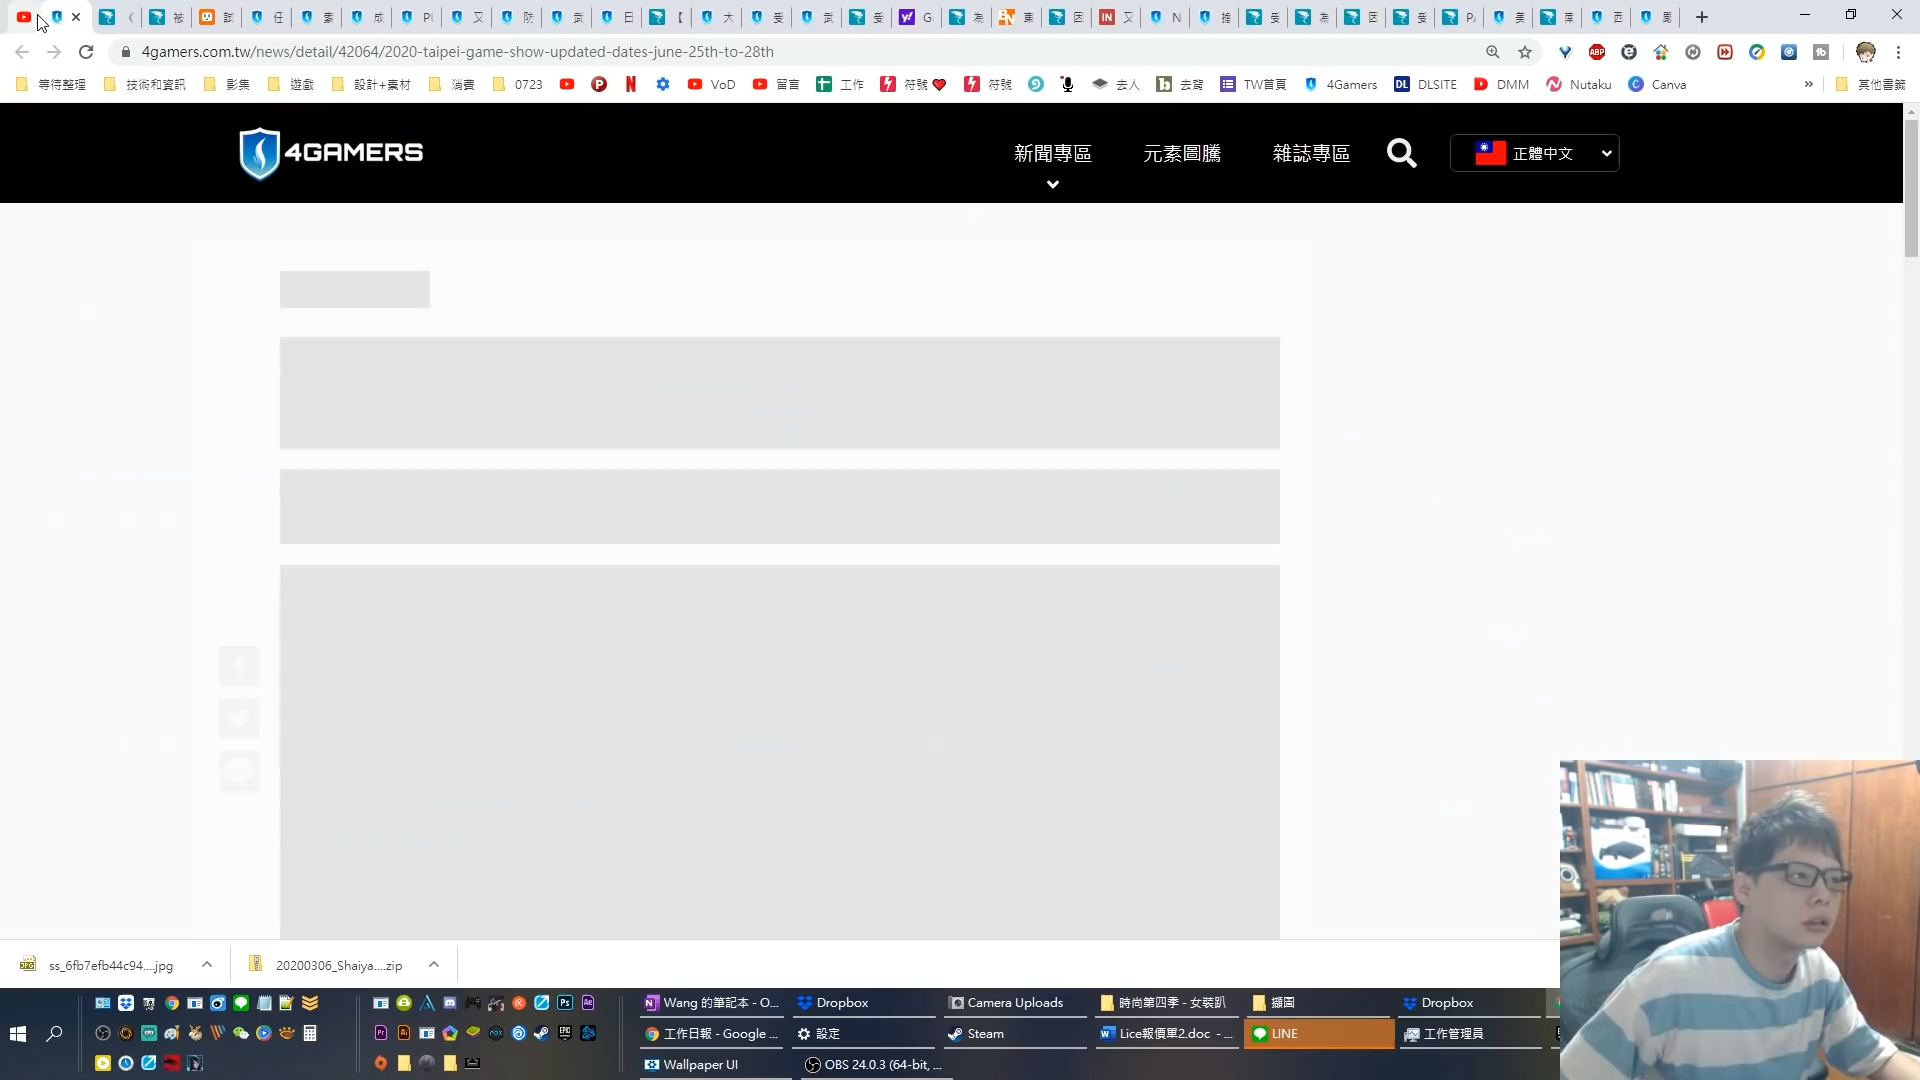 4gamers.com.tw/news/detail/42064/2020-taipei-game-show-updated-dates-june-25th-to-28th
等待整理 技術和資訊 影集 遊戲 設計+素材 消費 0723 VoD 留言 工作 符號❤ 符號 去人 去背 TW首頁 4Gamers DLSITE DMM Nutaku Canva » 其他書籤
4GAMERS
新聞專區 元素圖騰 雜誌專區 正體中文
ss_6fb7efb44c94....jpg 20200306_Shaiya....zip
Wang 的筆記本 - O... Dropbox Camera Uploads 時尚第四季 - 女裝趴 擷圖 Dropbox
工作日報 - Google ... 設定 Steam Lice報價單2.doc - ... LINE 工作管理員
Wallpaper UI OBS 24.0.3 (64-bit, ...